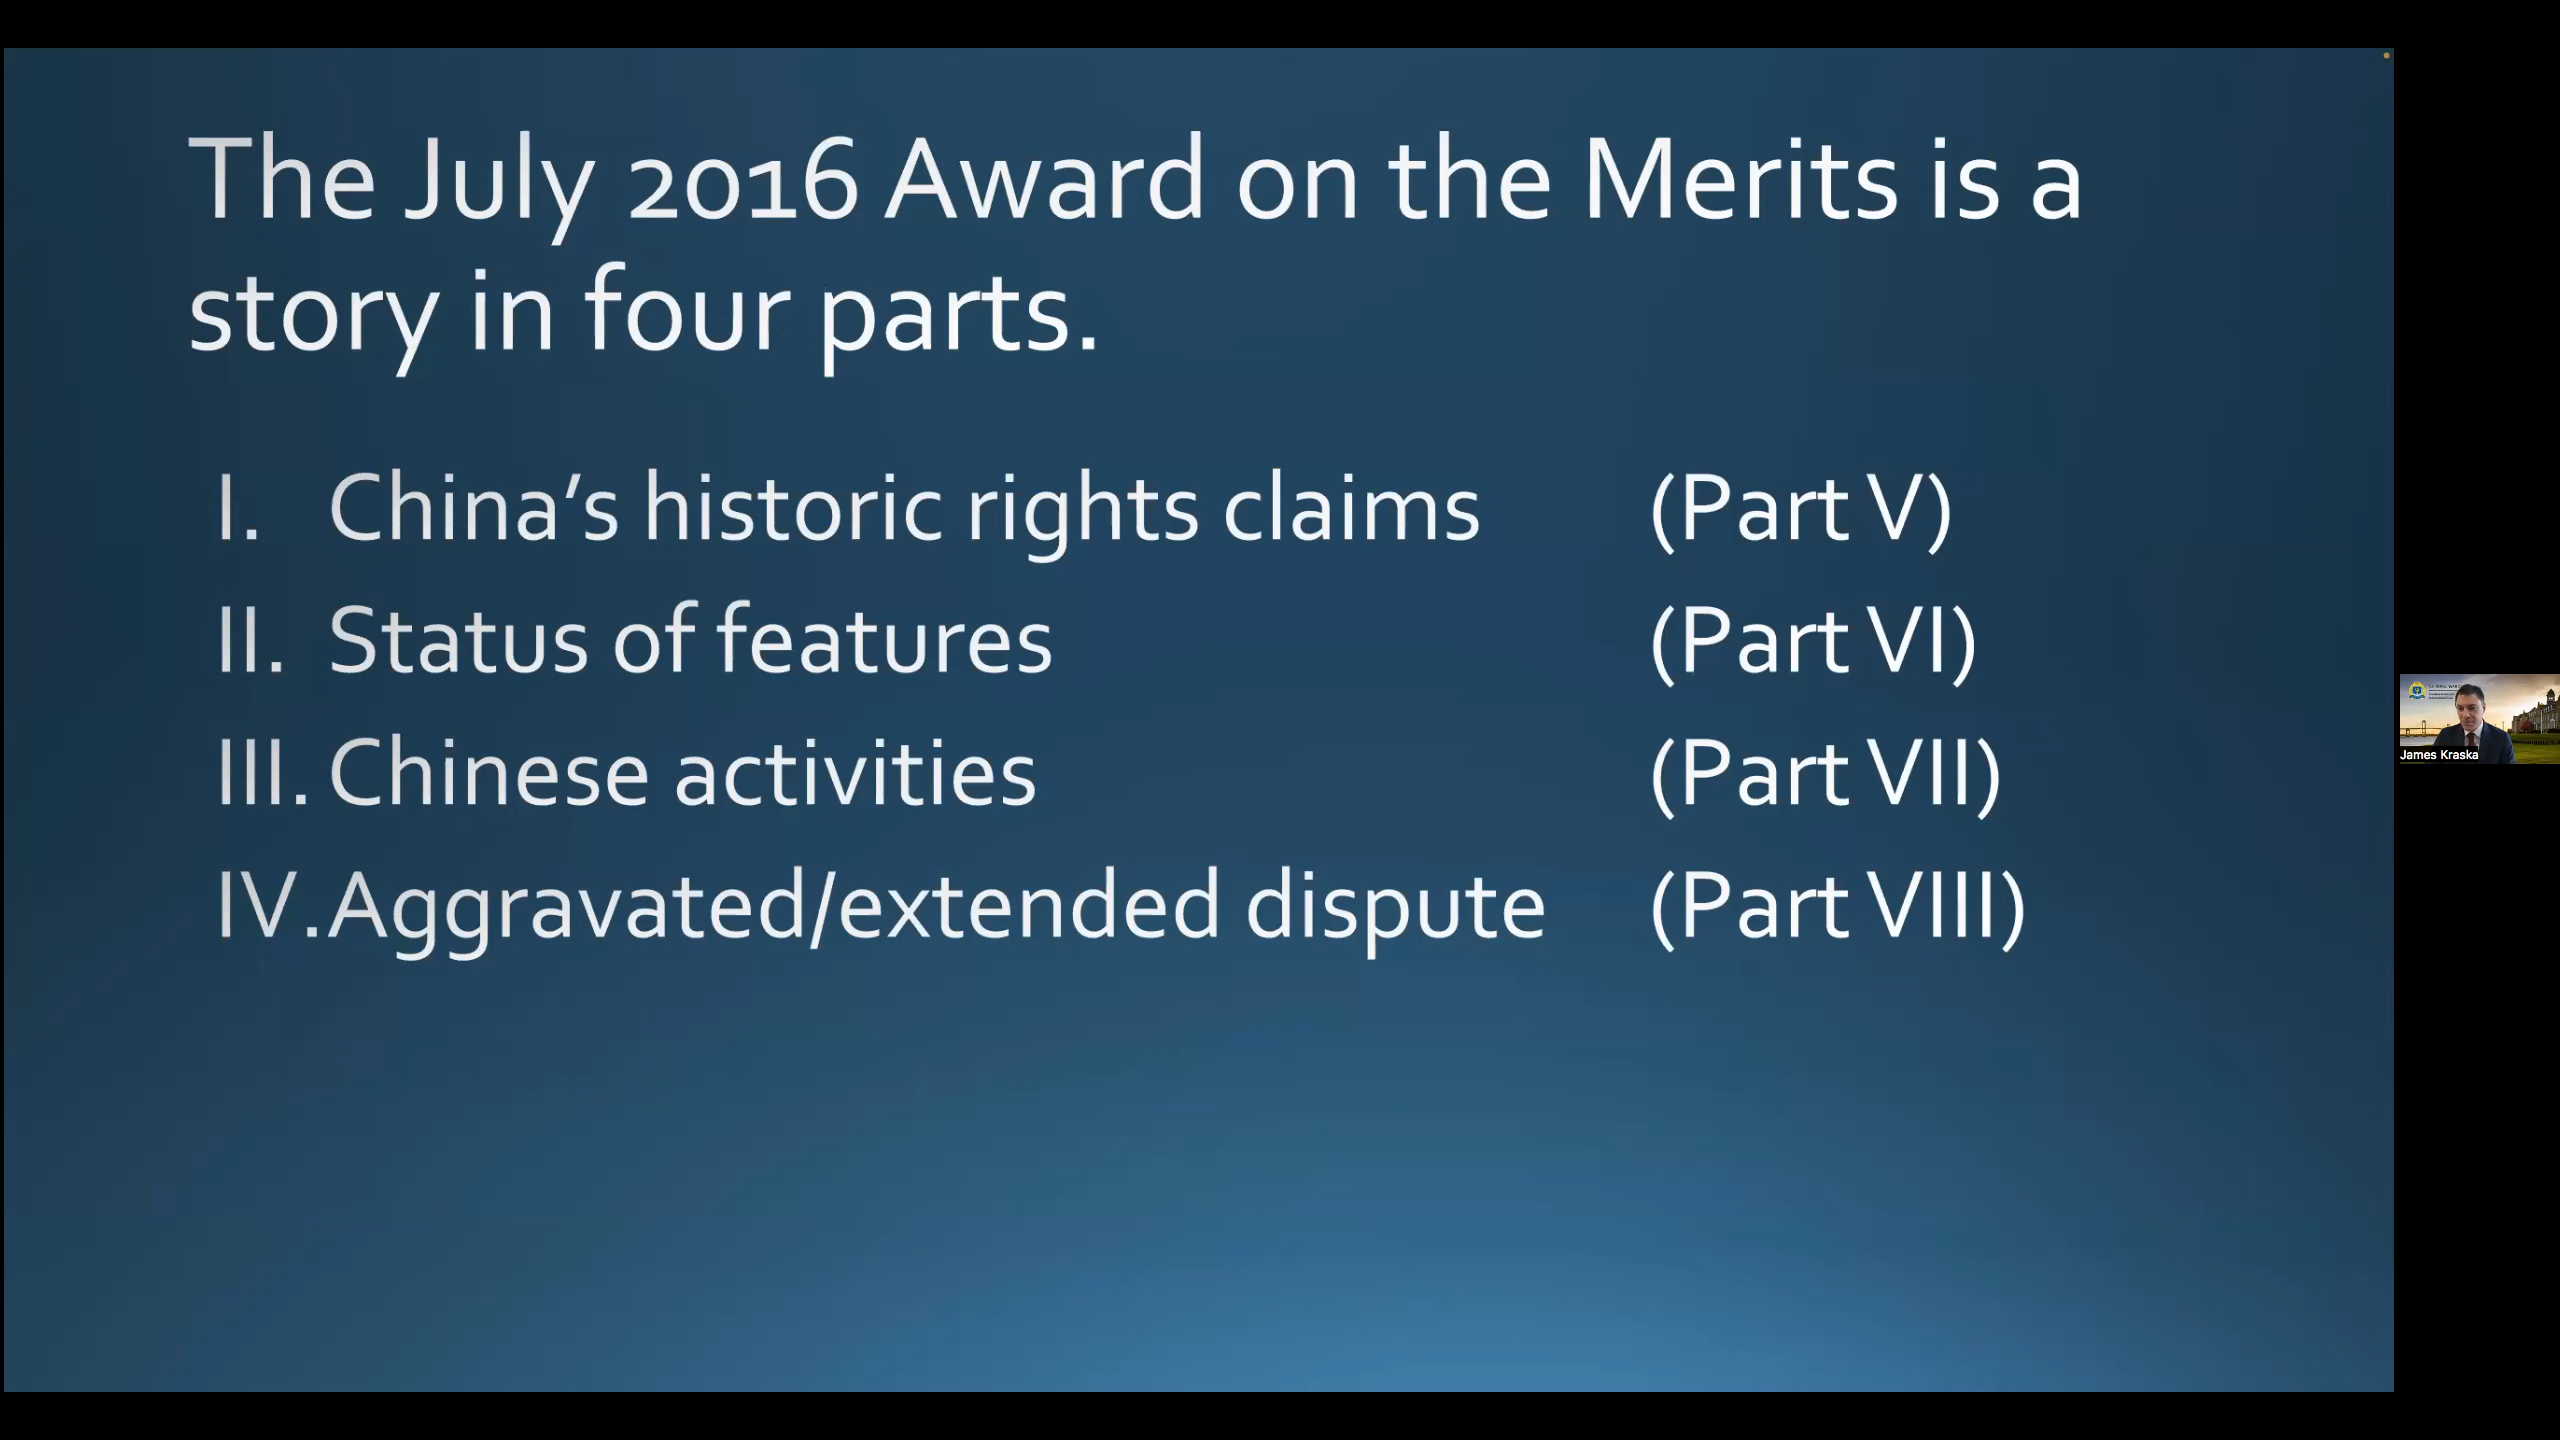 The July 2016 Award on the Merits is a
story in four parts.
I. China’s historic rights claims (Part V)
II. Status of features (Part VI)
III. Chinese activities (Part VII)
IV. Aggravated/extended dispute (Part VIII)
James Kraska